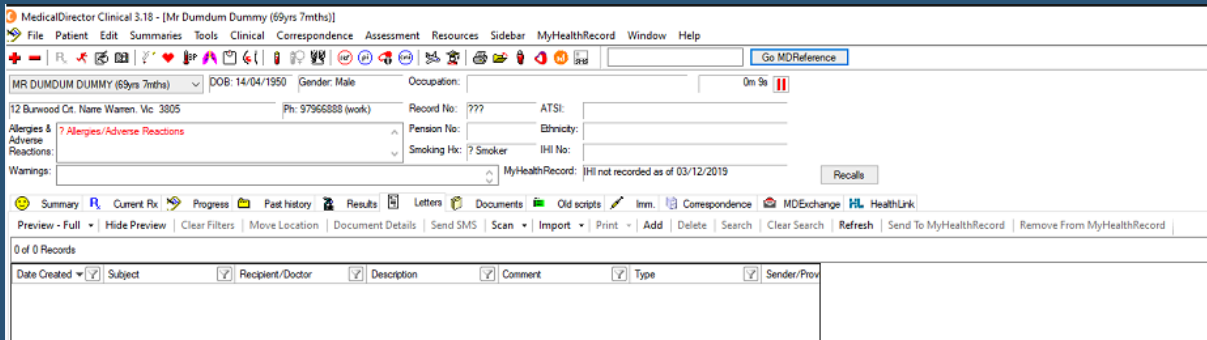 MedicalDirector Clinical 3.18 - [Mr Dumdum Dummy (69yrs 7mths)]
File Patient Edit Summaries Tools Clinical Correspondence Assessment Resources Sidebar MyHealthRecord Window Help
Go MDReference
MR DUMDUM DUMMY (69yrs 7mths) DOB: 14/04/1950 Gender: Male Occupation: 0m 9s
12 Burwood Crt. Narre Warren. Vic 3805 Ph: 97966888 (work) Record No: ??? ATSI:
Allergies & Adverse Reactions: ? Allergies/Adverse Reactions Pension No: Ethnicity:
Smoking Hx: ? Smoker IHI No:
Warnings: MyHealthRecord: IHI not recorded as of 03/12/2019 Recalls
Summary Current Rx Progress Past history Results Letters Documents Old scripts Imm. Correspondence MDExchange HL HealthLink
Preview - Full Hide Preview Clear Filters Move Location Document Details Send SMS Scan Import Print Add Delete Search Clear Search Refresh Send To MyHealthRecord Remove From MyHealthRecord
0 of 0 Records
Date Created Subject Recipient/Doctor Description Comment Type Sender/Prov